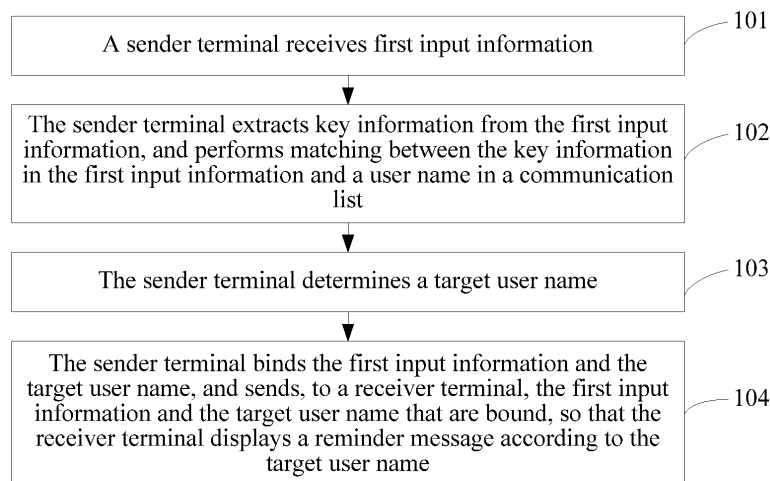 A sender terminal receives first input information
101
The sender terminal extracts key information from the first input
information, and performs matching between the key information
in the first input information and a user name in a communication
list
102
The sender terminal determines a target user name
103
The sender terminal binds the first input information and the
target user name, and sends, to a receiver terminal, the first input
information and the target user name that are bound, so that the
receiver terminal displays a reminder message according to the
target user name
104